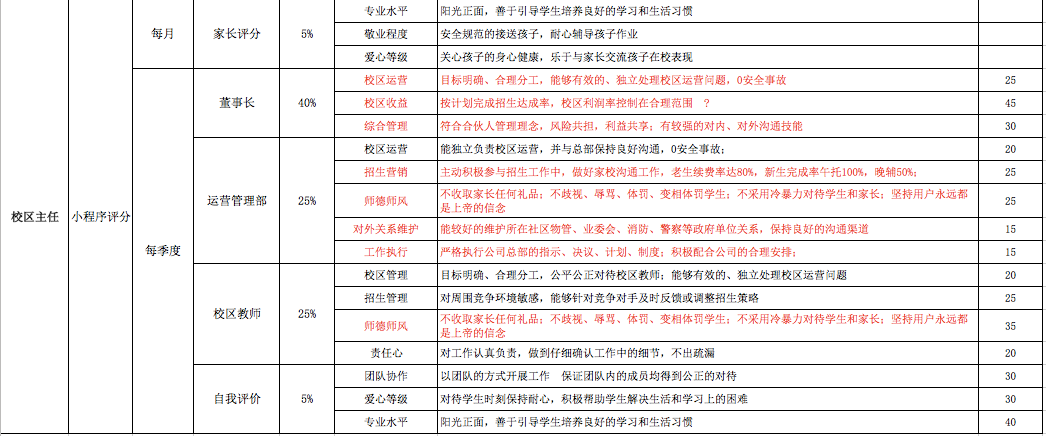 专业水平 阳光正面，善于引导学生培养良好的学习和生活习惯
每月 家长评分 5% 敬业程度 安全规范的接送孩子，耐心辅导孩子作业
爱心等级 关心孩子的身心健康，乐于与家长交流孩子在校表现
校区运营 目标明确、合理分工，能够有效的、独立处理校区运营问题，0安全事故 25
董事长 40% 校区收益 按计划完成招生达成率，校区利润率控制在合理范围 ？ 45
综合管理 符合合伙人管理理念，风险共担，利益共享；有较强的对内、对外沟通技能 30
校区运营 能独立负责校区运营，并与总部保持良好沟通，0安全事故； 20
招生营销 主动积极参与招生工作中，做好家校沟通工作，老生续费率达80%，新生完成率午托100%，晚辅50%； 25
校区主任 小程序评分 每季度 运营管理部 25% 师德师风 不收取家长任何礼品；不歧视、辱骂、体罚、变相体罚学生；不采用冷暴力对待学生和家长；坚持用户永远都 25
是上帝的信念
对外关系维护 能较好的维护所在社区物管、业委会、消防、警察等政府单位关系，保持良好的沟通渠道 15
工作执行 严格执行公司总部的指示、决议、计划、制度；积极配合公司的合理安排； 15
校区管理 目标明确、合理分工，公平公正对待校区教师；能够有效的、独立处理校区运营问题 20
招生管理 对周围竞争环境敏感，能够针对竞争对手及时反馈或调整招生策略 25
校区教师 25% 师德师风 不收取家长任何礼品；不歧视、辱骂、体罚、变相体罚学生；不采用冷暴力对待学生和家长；坚持用户永远都 35
是上帝的信念
责任心 对工作认真负责，做到仔细确认工作中的细节，不出疏漏 20
团队协作 以团队的方式开展工作 保证团队内的成员均得到公正的对待 30
自我评价 5% 爱心等级 对待学生时刻保持耐心，积极帮助学生解决生活和学习上的困难 30
专业水平 阳光正面，善于引导学生培养良好的学习和生活习惯 40